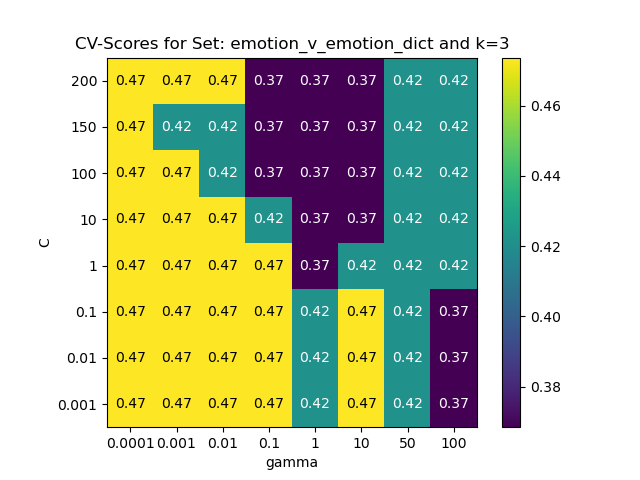 CV-Scores for Set: emotion_v_emotion_dict and k=3
200 0.47 0.47 0.47 0.37 0.37 0.37 0.42 0.42
150 0.47 0.42 0.42 0.37 0.37 0.37 0.42 0.42
100 0.47 0.47 0.42 0.37 0.37 0.37 0.42 0.42
10 0.47 0.47 0.47 0.42 0.37 0.37 0.42 0.42
C
1 0.47 0.47 0.47 0.47 0.37 0.42 0.42 0.42
0.1 0.47 0.47 0.47 0.47 0.42 0.47 0.42 0.37
0.01 0.47 0.47 0.47 0.47 0.42 0.47 0.42 0.37
0.001 0.47 0.47 0.47 0.47 0.42 0.47 0.42 0.37
0.0001 0.001 0.01 0.1 1 10 50 100
gamma
0.46
0.44
0.42
0.40
0.38